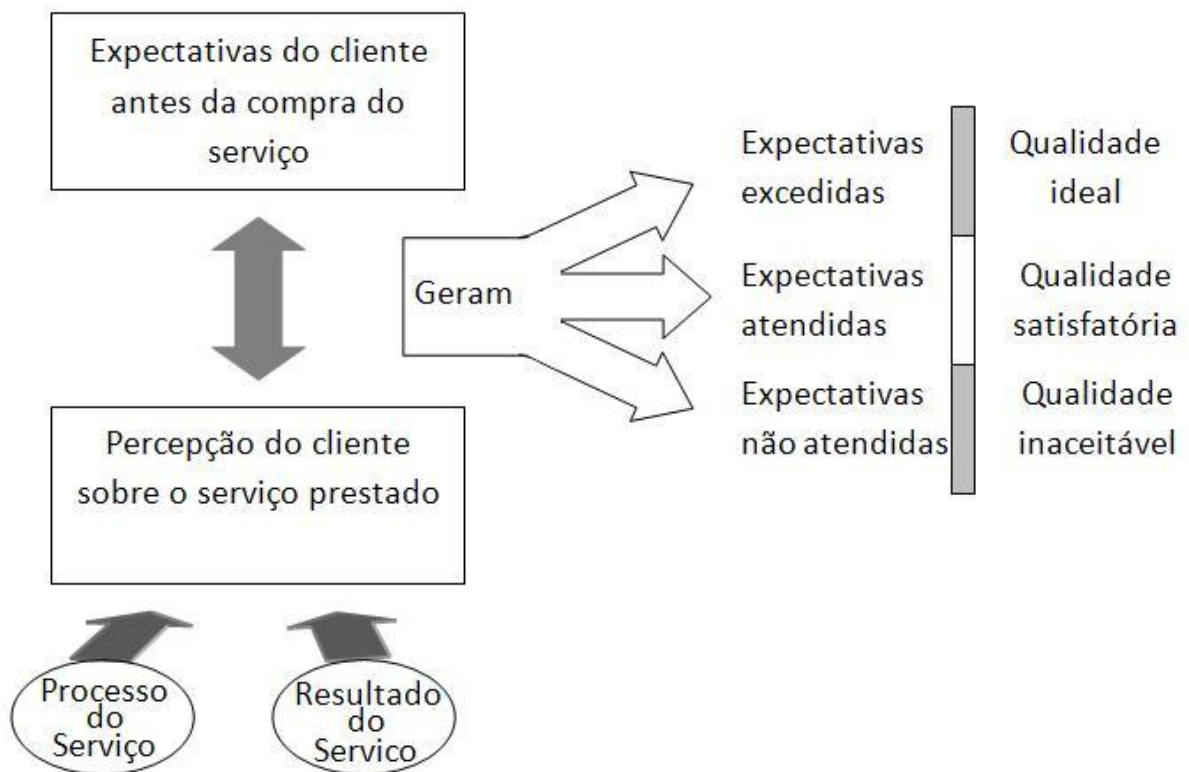 Expectativas do cliente
antes da compra do
serviço
Geram
Expectativas
excedidas
Qualidade
ideal
Expectativas
atendidas
Qualidade
satisfatória
Expectativas
não atendidas
Qualidade
inaceitável
Percepção do cliente
sobre o serviço prestado
Processo
do
Serviço
Resultado
do
Servico